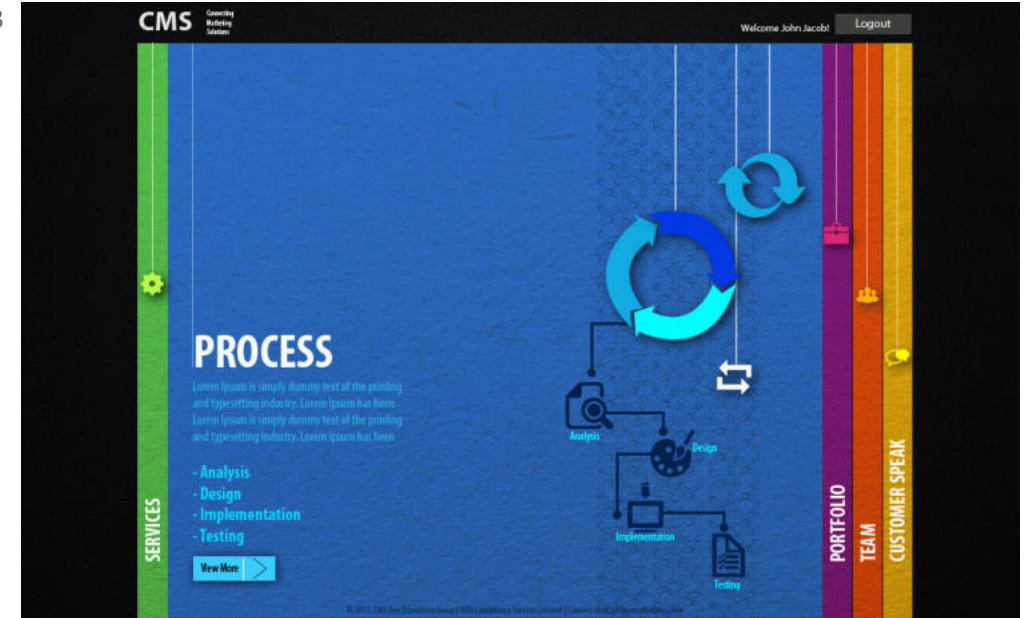 3
CMS
Connecting
Marketing
Solutions
Welcome John Jacob!
Logout
SERVICES
PROCESS
Lorem Ipsum is simply dummy text of the printing
and typesetting industry. Lorem Ipsum has been
Lorem Ipsum is simply dummy text of the printing
and typesetting industry. Lorem Ipsum has been
- Analysis
- Design
- Implementation
- Testing
View More
Analysis
Design
Implementation
Testing
PORTFOLIO
TEAM
CUSTOMER SPEAK